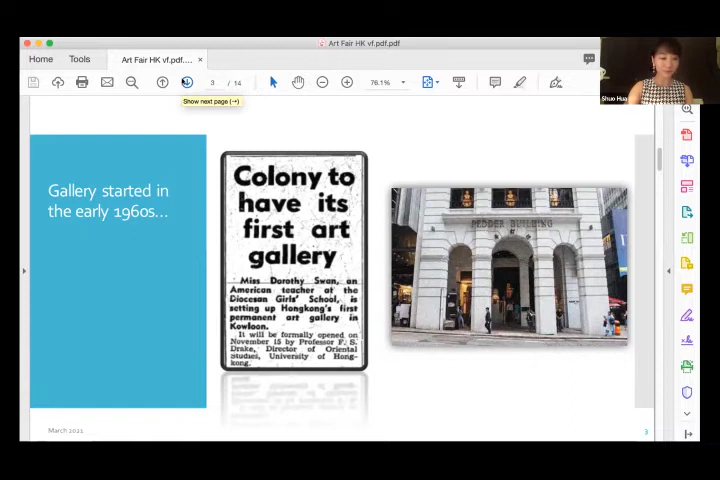 Art Fair HK vf.pdf.pdf
Home
Tools
Art Fair HK vf.pdf....
×
3 / 14
76.1%
Show next page (→)
Shuo Hua
Gallery started in
the early 1960s...
Colony to
have its
first art
gallery
Miss Dorothy Swan, an
American teacher at the
Diocesan Girls' School, is
setting up Hongkong's first
permanent art gallery in
Kowloon.
It will be formally opened on
November 15 by Professor F. S.
Drake, Director of Oriental
Studies, University of Hong-
kong.
PEDDER BUILDING
March 2021
3